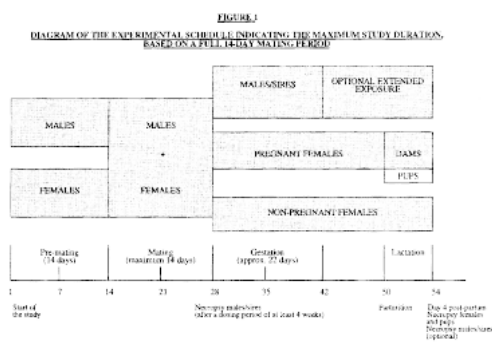 FIGURE 1
DIAGRAM OF THE EXPERIMENTAL SCHEDULE INDICATING THE MAXIMUM STUDY DURATION,
BASED ON A FULL 14-DAY MATING PERIOD
MALES/SIRES
OPTIONAL EXTENDED
EXPOSURE
MALES
MALES
+
PREGNANT FEMALES
DAMS
PUPS
FEMALES
FEMALES
NON-PREGNANT FEMALES
Pre-mating
(14 days)
Mating
(maximum 14 days)
Gestation
(approx. 22 days)
Lactation
1 7 14 21 28 35 42 50 54
Start of
the study
Necropsy males/sires
(after a dosing period of at least 4 weeks)
Parturition
Day 4 post-partum
Necropsy females
and pups
Necropsy males/sires
(optional)